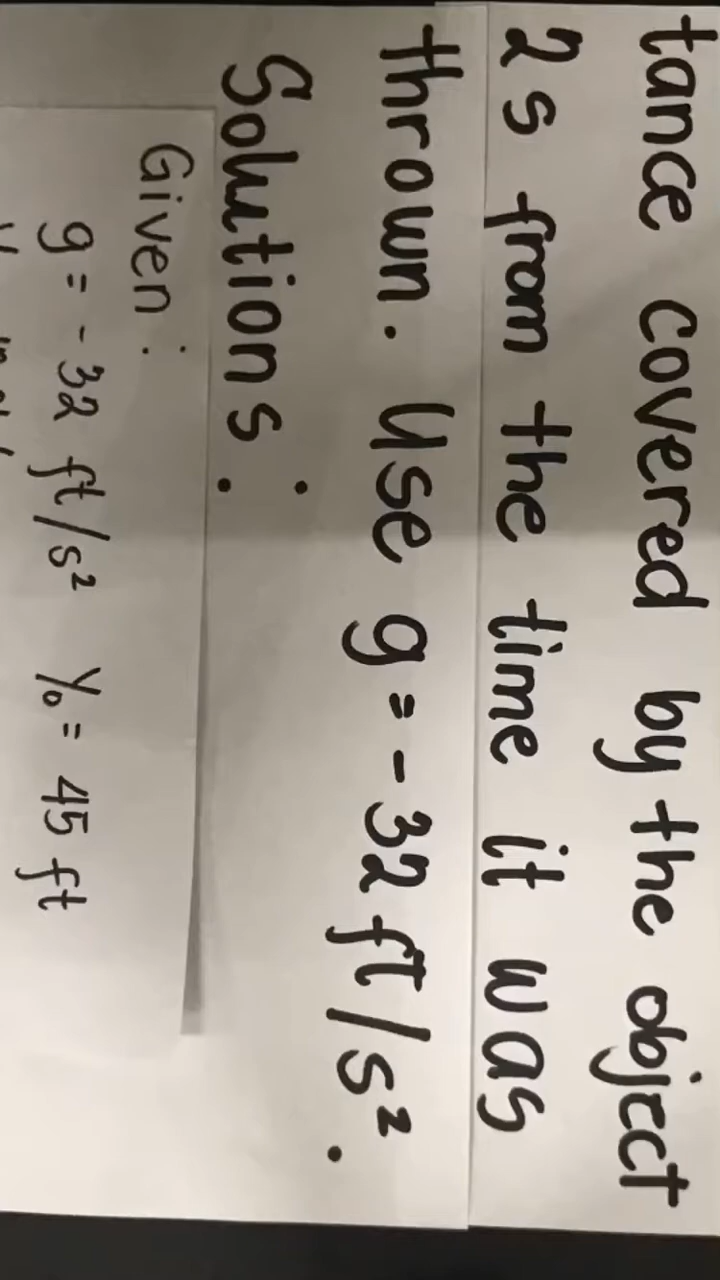 tance covered by the object
2s from the time it was
thrown. Use g = -32 ft/s².
Solutions:
Given:
g = -32 ft/s² y₀ = 45 ft